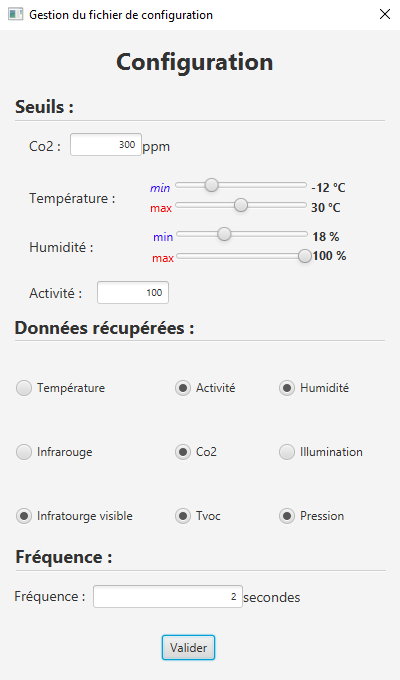 Gestion du fichier de configuration
Configuration
Seuils :
Co2 : 300 ppm
Température : min -12 °C
max 30 °C
Humidité : min 18 %
max 100 %
Activité : 100
Données récupérées :
Température Activité Humidité
Infrarouge Co2 Illumination
Infratourge visible Tvoc Pression
Fréquence :
Fréquence : 2 secondes
Valider